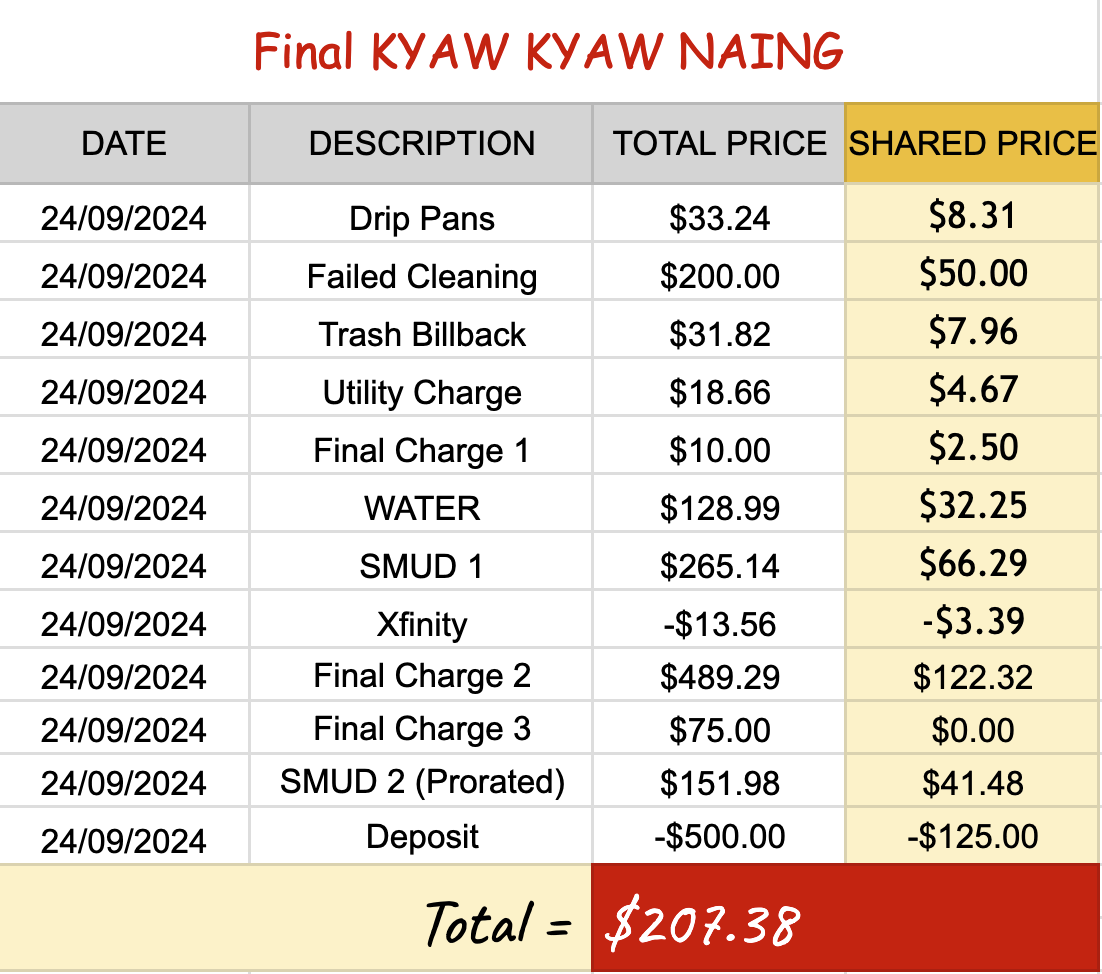 Final KYAW KYAW NAING
DATE DESCRIPTION TOTAL PRICE SHARED PRICE
24/09/2024 Drip Pans $33.24 $8.31
24/09/2024 Failed Cleaning $200.00 $50.00
24/09/2024 Trash Billback $31.82 $7.96
24/09/2024 Utility Charge $18.66 $4.67
24/09/2024 Final Charge 1 $10.00 $2.50
24/09/2024 WATER $128.99 $32.25
24/09/2024 SMUD 1 $265.14 $66.29
24/09/2024 Xfinity -$13.56 -$3.39
24/09/2024 Final Charge 2 $489.29 $122.32
24/09/2024 Final Charge 3 $75.00 $0.00
24/09/2024 SMUD 2 (Prorated) $151.98 $41.48
24/09/2024 Deposit -$500.00 -$125.00
Total = $207.38